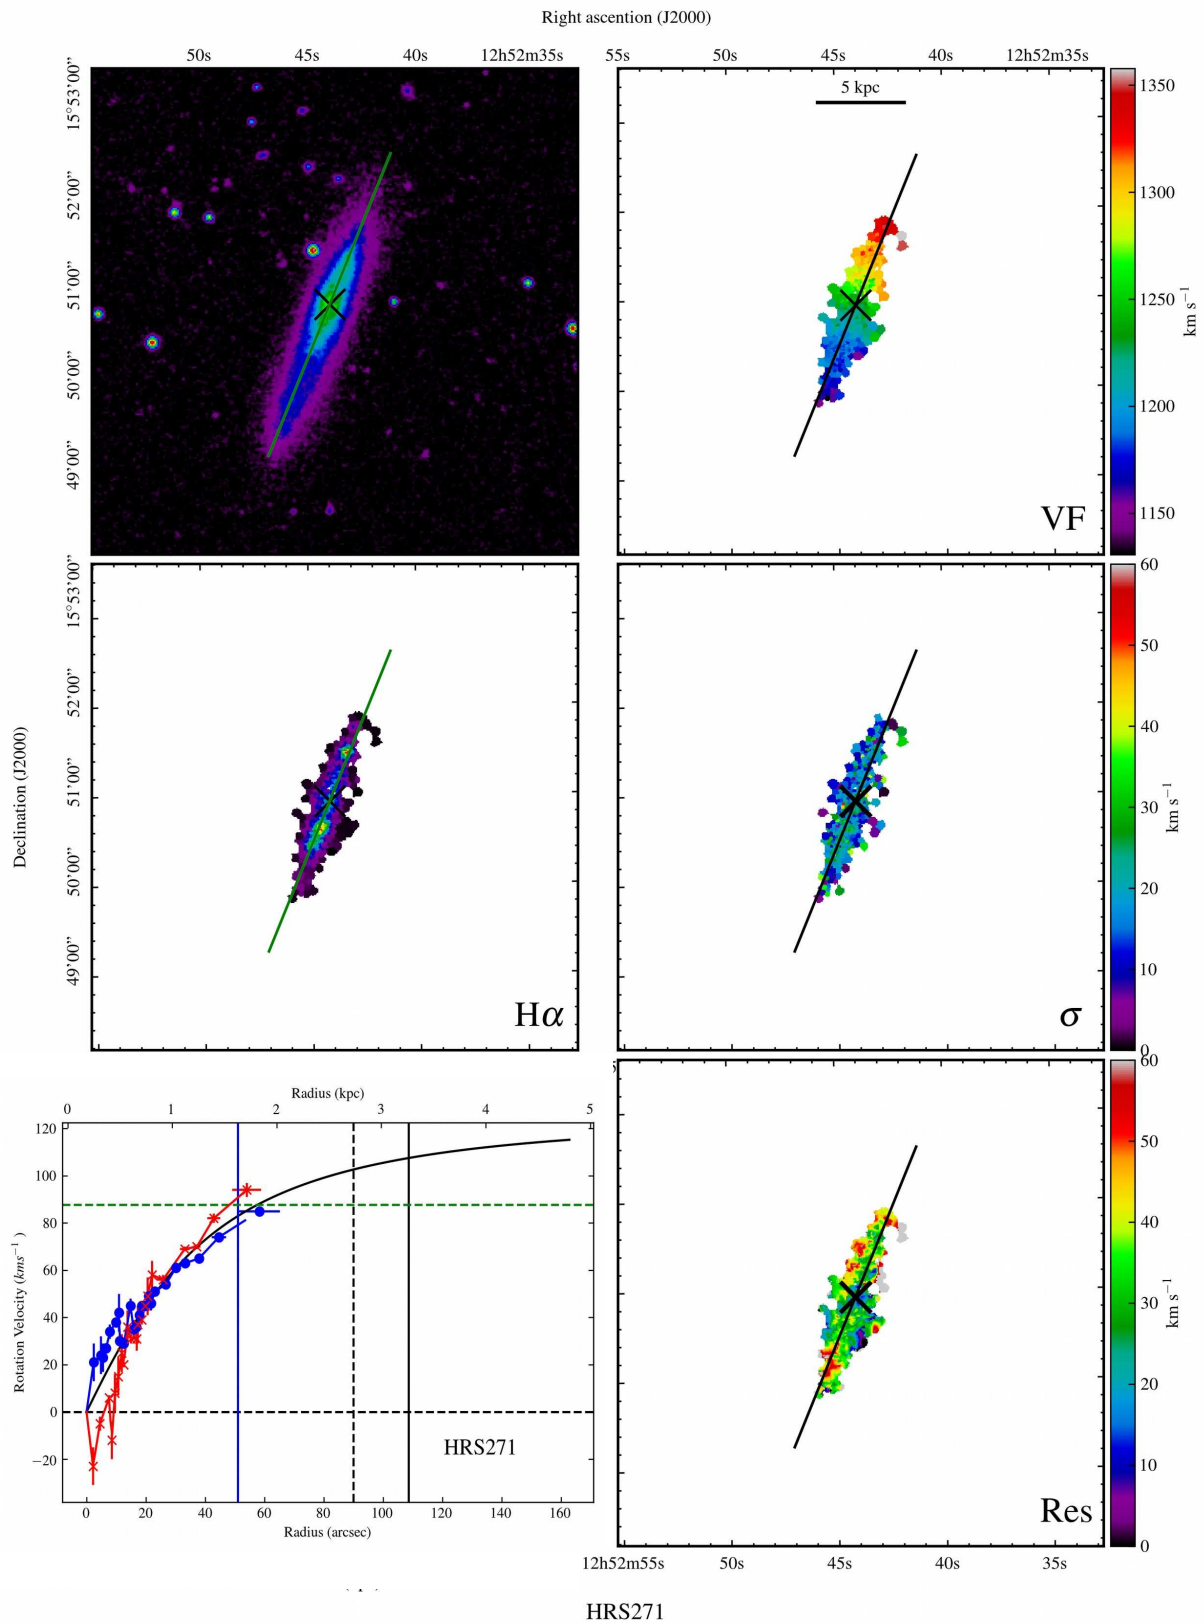 Right ascention (J2000)
50s 45s 40s 12h52m35s 55s 50s 45s 40s 12h52m35s
15°53’00” 52’00” 51’00” 50’00” 49’00”
5 kpc
VF
1350
1300
1250
1200
1150
km s⁻¹
Declination (J2000)
15°53’00” 52’00” 51’00” 50’00” 49’00”
Hα
σ
60
50
40
30
20
10
0
km s⁻¹
Radius (kpc)
0 1 2 3 4 5
Rotation Velocity (kms⁻¹ )
120
100
80
60
40
20
0
−20
HRS271
0 20 40 60 80 100 120 140 160
Radius (arcsec)
Res
60
50
40
30
20
10
0
km s⁻¹
12h52m55s 50s 45s 40s 35s
HRS271